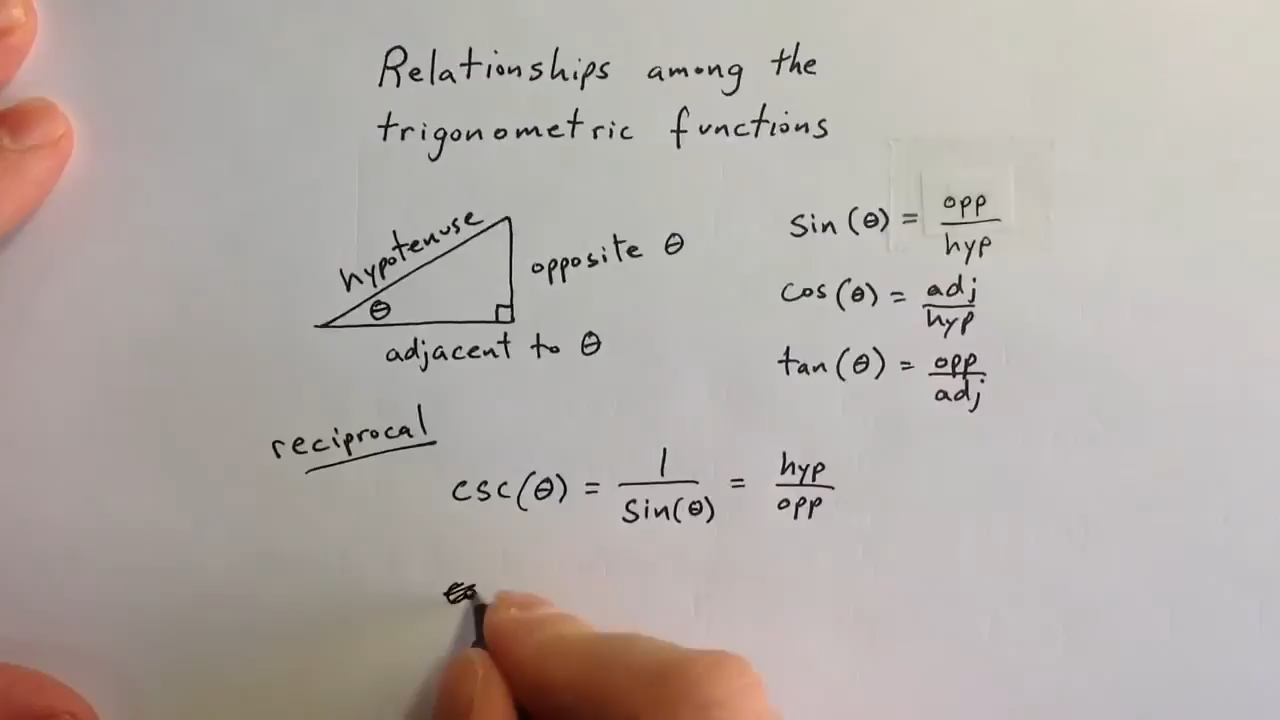 Relationships among the
trigonometric functions
hypotenuse
θ
opposite θ
adjacent to θ
sin(θ) = opp/hyp
cos(θ) = adj/hyp
tan(θ) = opp/adj
reciprocal
csc(θ) = 1/sin(θ) = hyp/opp